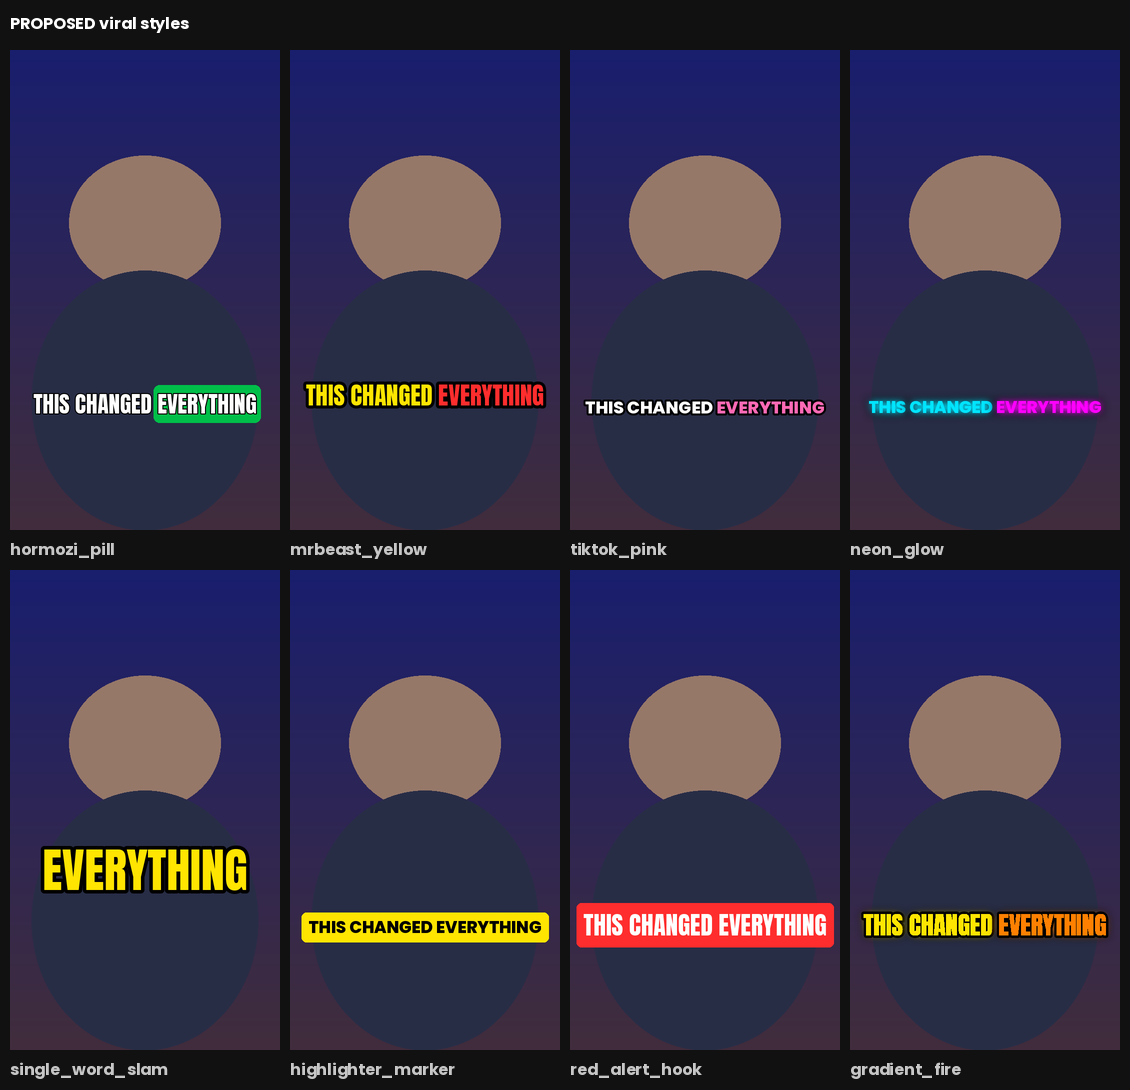 PROPOSED viral styles
THIS CHANGED EVERYTHING
THIS CHANGED EVERYTHING
THIS CHANGED EVERYTHING
THIS CHANGED EVERYTHING
hormozi_pill
mrbeast_yellow
tiktok_pink
neon_glow
EVERYTHING
THIS CHANGED EVERYTHING
THIS CHANGED EVERYTHING
THIS CHANGED EVERYTHING
single_word_slam
highlighter_marker
red_alert_hook
gradient_fire